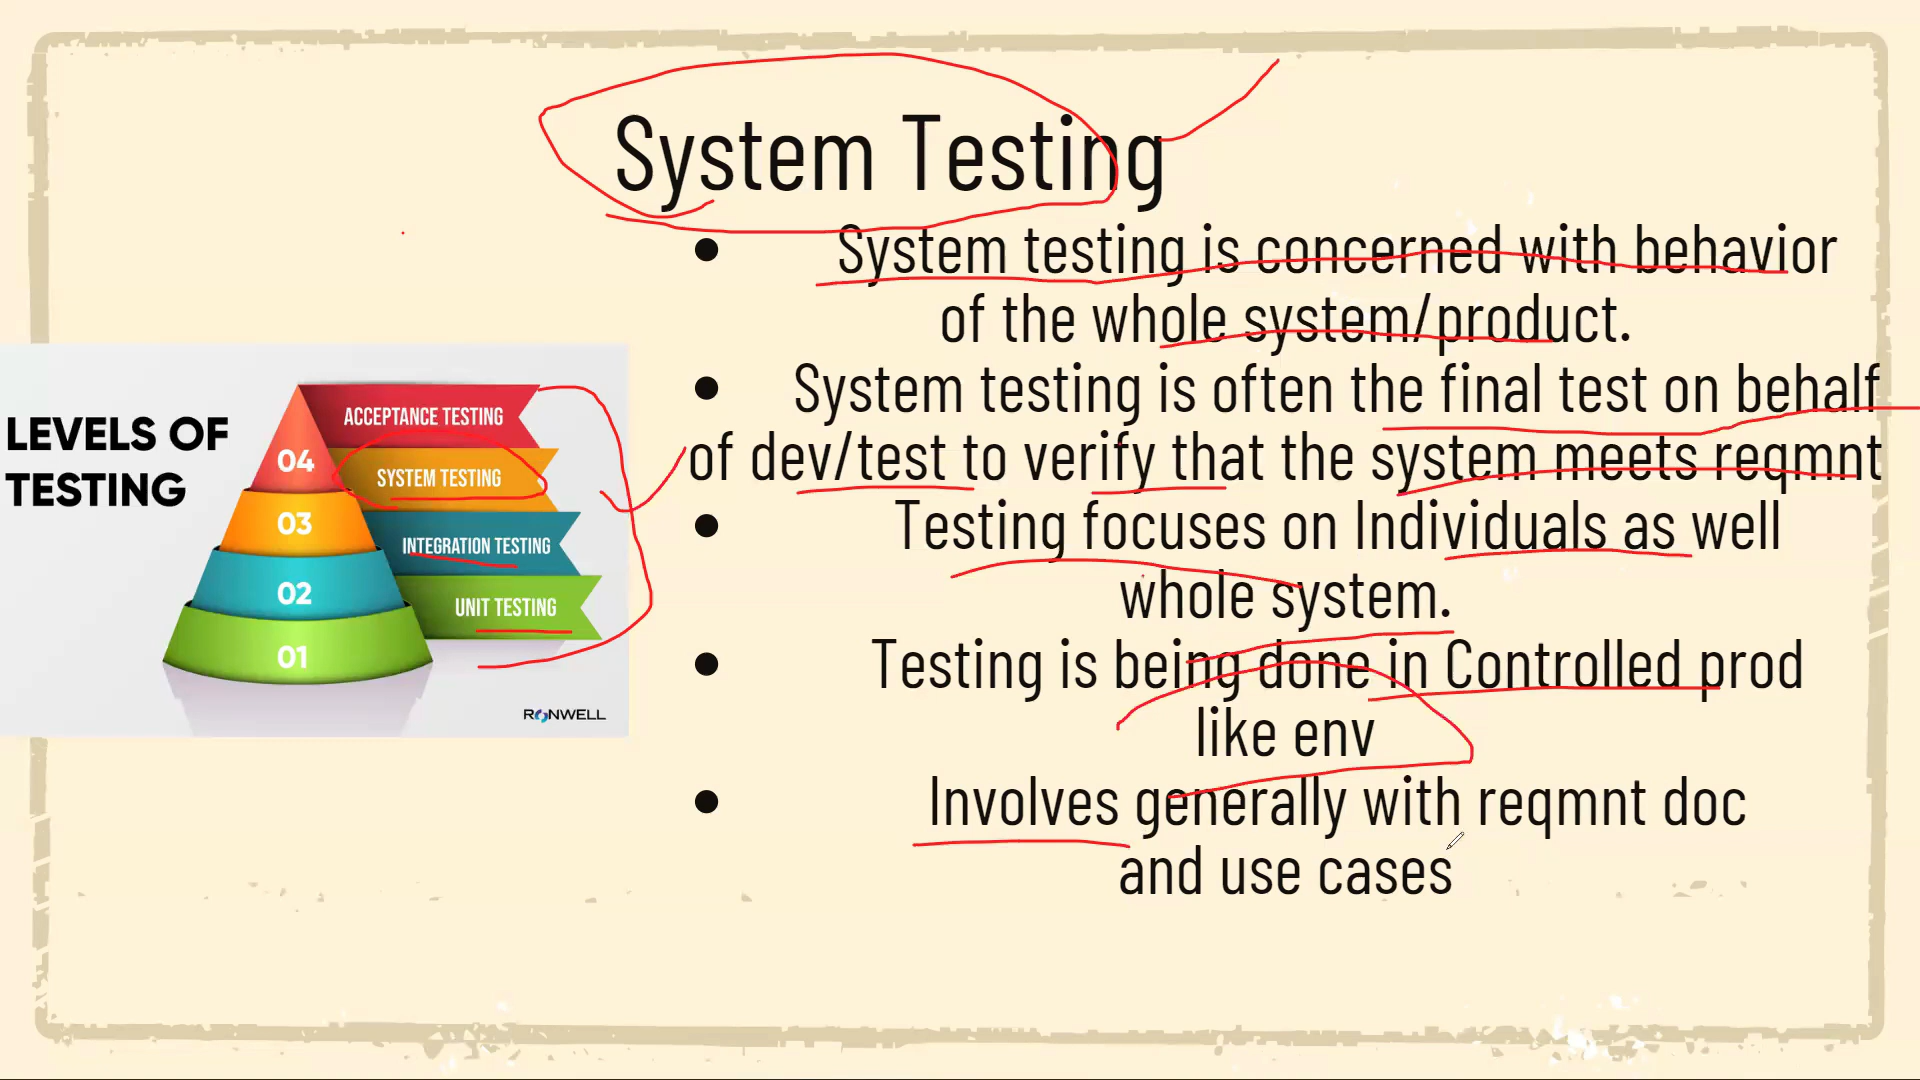 System Testing
• System testing is concerned with behavior
of the whole system/product.
• System testing is often the final test on behalf
of dev/test to verify that the system meets reqmnt
• Testing focuses on Individuals as well
whole system.
• Testing is being done in Controlled prod
like env
• Involves generally with reqmnt doc
and use cases
LEVELS OF
TESTING
04
ACCEPTANCE TESTING
03
SYSTEM TESTING
02
INTEGRATION TESTING
01
UNIT TESTING
RONWELL